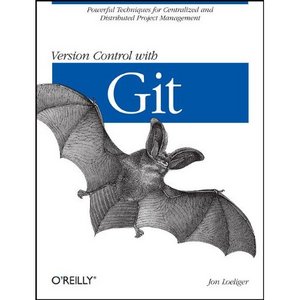 Powerful Techniques for Centralized and
Distributed Project Management
Version Control with
Git
O'REILLY®
Jon Loeliger